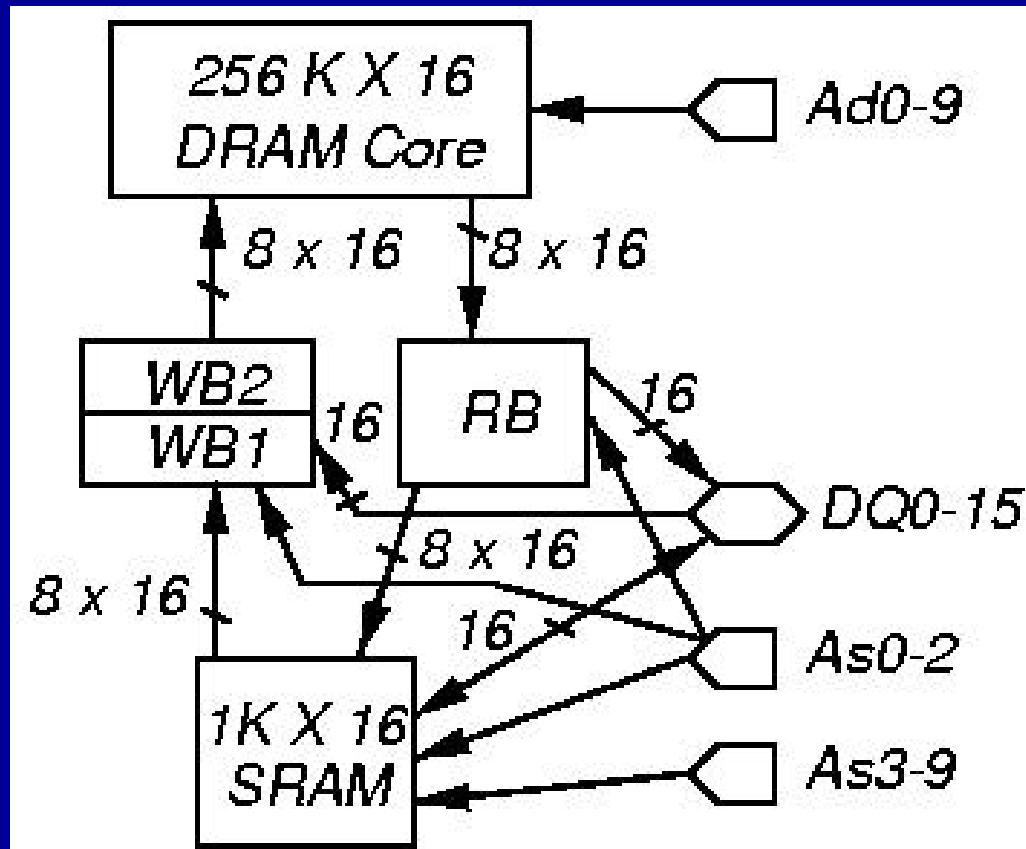 256 K X 16
DRAM Core
Ad0-9
8 x 16
8 x 16
WB2
WB1
16
RB
16
DQ0-15
8 x 16
8 x 16
16
As0-2
1K X 16
SRAM
As3-9